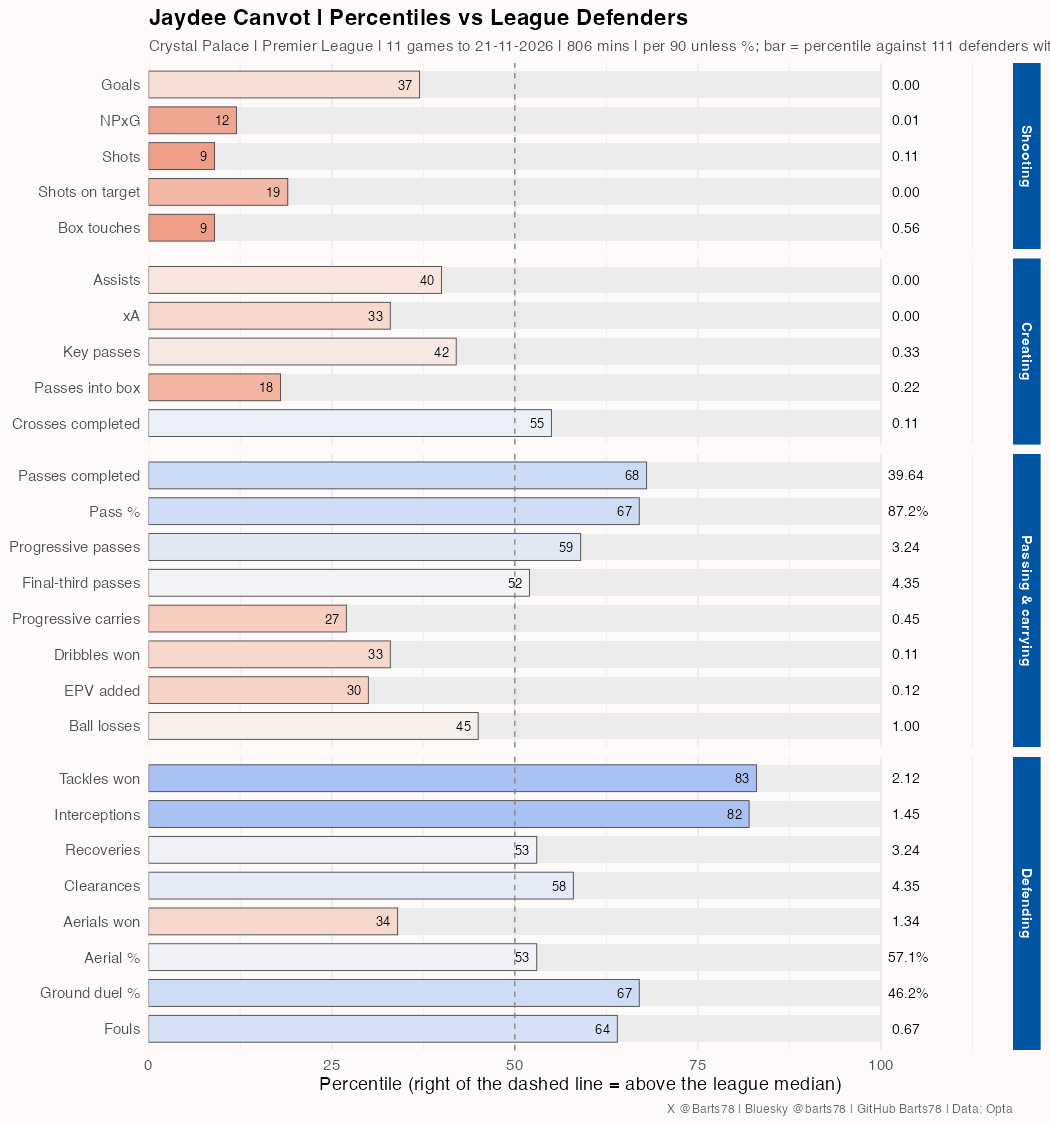 Jaydee Canvot | Percentiles vs League Defenders
Crystal Palace | Premier League | 11 games to 21-11-2026 | 806 mins | per 90 unless %; bar = percentile against 111 defenders wit
Goals 37 0.00
NPxG 12 0.01
Shots 9 0.11
Shots on target 19 0.00
Box touches 9 0.56
Shooting
Assists 40 0.00
xA 33 0.00
Key passes 42 0.33
Passes into box 18 0.22
Crosses completed 55 0.11
Creating
Passes completed 68 39.64
Pass % 67 87.2%
Progressive passes 59 3.24
Final-third passes 52 4.35
Progressive carries 27 0.45
Dribbles won 33 0.11
EPV added 30 0.12
Ball losses 45 1.00
Passing & carrying
Tackles won 83 2.12
Interceptions 82 1.45
Recoveries 53 3.24
Clearances 58 4.35
Aerials won 34 1.34
Aerial % 53 57.1%
Ground duel % 67 46.2%
Fouls 64 0.67
Defending
0 25 50 75 100
Percentile (right of the dashed line = above the league median)
X @Barts78 | Bluesky @barts78 | GitHub Barts78 | Data: Opta